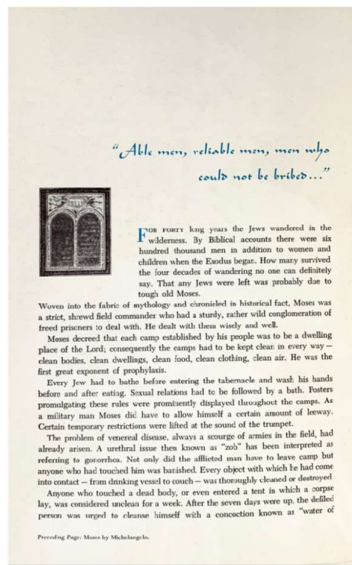 “Able men, reliable men, men who
could not be bribed...”
FOR FORTY long years the Jews wandered in the
wilderness. By Biblical accounts there were six
hundred thousand men in addition to women and
children when the Exodus began. How many survived
the four decades of wandering no one can definitely
say. That any Jews were left was probably due to
tough old Moses.
Woven into the fabric of mythology and chronicled in historical fact, Moses was
a strict, shrewd field commander who had a sturdy, rather wild conglomeration of
freed prisoners to deal with. He dealt with them wisely and well.
Moses decreed that each camp established by his people was to be a dwelling
place of the Lord; consequently the camps had to be kept clean in every way —
clean bodies, clean dwellings, clean food, clean clothing, clean air. He was the
first great exponent of prophylaxis.
Every Jew had to bathe before entering the tabernacle and wash his hands
before and after eating. Sexual relations had to be followed by a bath. Posters
promulgating these rules were prominently displayed throughout the camps. As
a military man Moses did have to allow himself a certain amount of leeway.
Certain temporary restrictions were lifted at the sound of the trumpet.
The problem of venereal disease, always a scourge of armies in the field, had
already arisen. A urethral issue then known as “zob” has been interpreted as
referring to gonorrhea. Not only did the afflicted man have to leave camp but
anyone who had touched him was banished. Every object with which he had come
into contact — from drinking vessel to couch — was thoroughly cleaned or destroyed.
Anyone who touched a dead body, or even entered a tent in which a corpse
lay, was considered unclean for a week. After the seven days were up, the defiled
person was urged to cleanse himself with a concoction known as “water of
Preceding Page: Moses by Michelangelo.